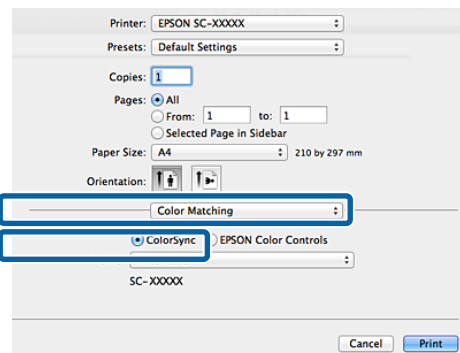 Printer: EPSON SC-XXXXX
Presets: Default Settings
Copies: 1
Pages: All
From: 1 to: 1
Selected Page in Sidebar
Paper Size: A4 210 by 297 mm
Orientation:
Color Matching
ColorSync EPSON Color Controls
SC-XXXXX
Cancel Print